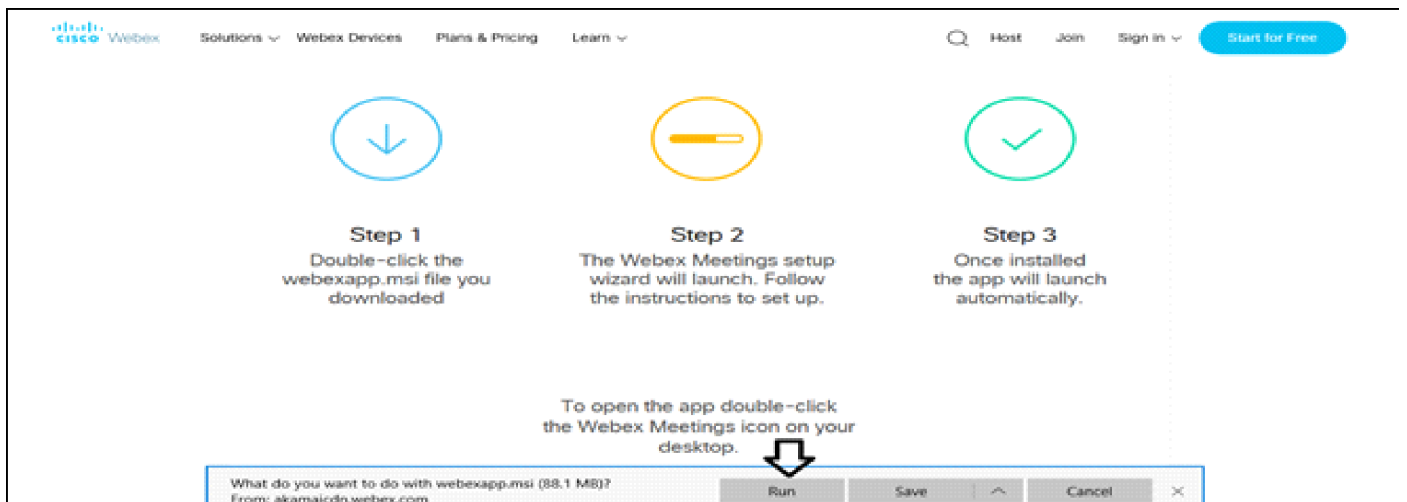 cisco Webex Solutions Webex Devices Plans & Pricing Learn Host Join Sign in Start for Free
Step 1
Double-click the
webexapp.msi file you
downloaded
Step 2
The Webex Meetings setup
wizard will launch. Follow
the instructions to set up.
Step 3
Once installed
the app will launch
automatically.
To open the app double-click
the Webex Meetings icon on your
desktop.
What do you want to do with webexapp.msi (88.1 MB)?
From: akamaicdn.webex.com
Run Save Cancel